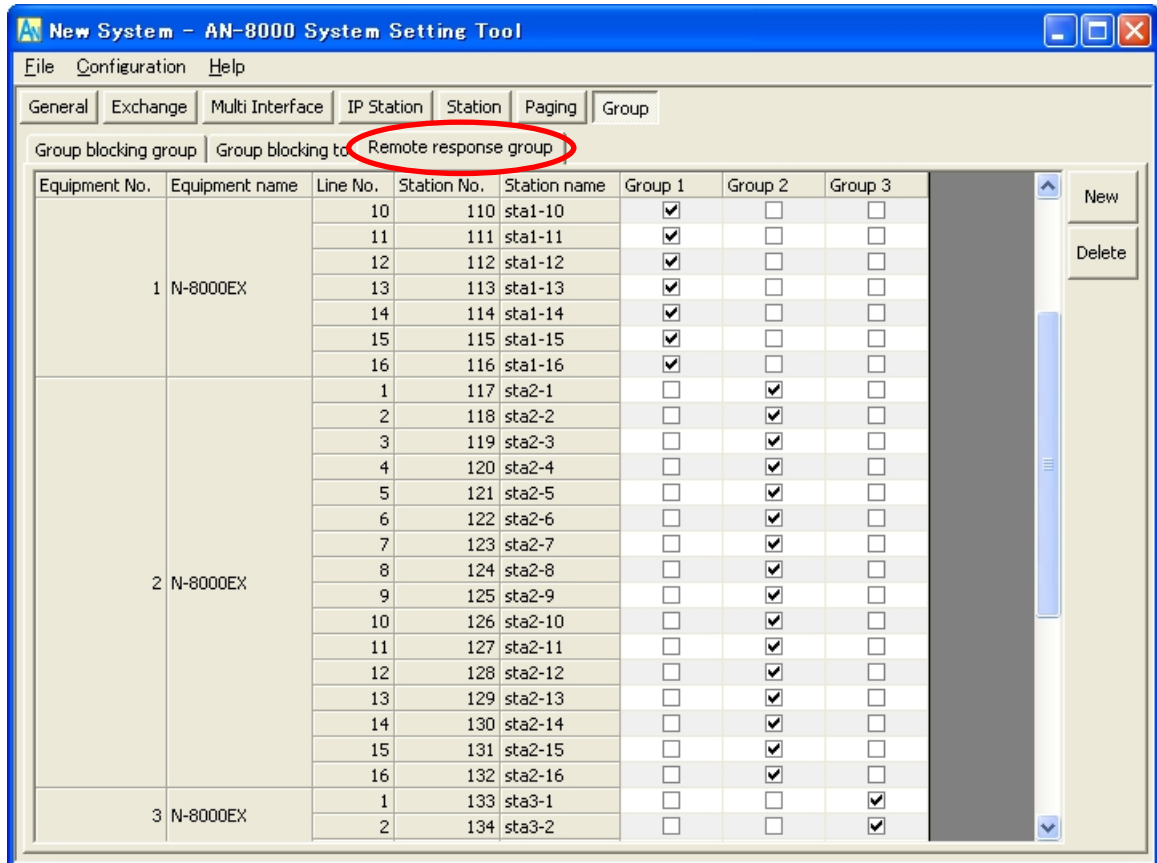 New System - AN-8000 System Setting Tool
File Configuration Help
General Exchange Multi Interface IP Station Station Paging Group
Group blocking group Group blocking to Remote response group
Equipment No. Equipment name Line No. Station No. Station name Group 1 Group 2 Group 3 New
10 110 sta1-10
11 111 sta1-11
12 112 sta1-12 Delete
1 N-8000EX 13 113 sta1-13
14 114 sta1-14
15 115 sta1-15
16 116 sta1-16
1 117 sta2-1
2 118 sta2-2
3 119 sta2-3
4 120 sta2-4
5 121 sta2-5
6 122 sta2-6
7 123 sta2-7
8 124 sta2-8
2 N-8000EX
9 125 sta2-9
10 126 sta2-10
11 127 sta2-11
12 128 sta2-12
13 129 sta2-13
14 130 sta2-14
15 131 sta2-15
16 132 sta2-16
1 133 sta3-1
3 N-8000EX
2 134 sta3-2